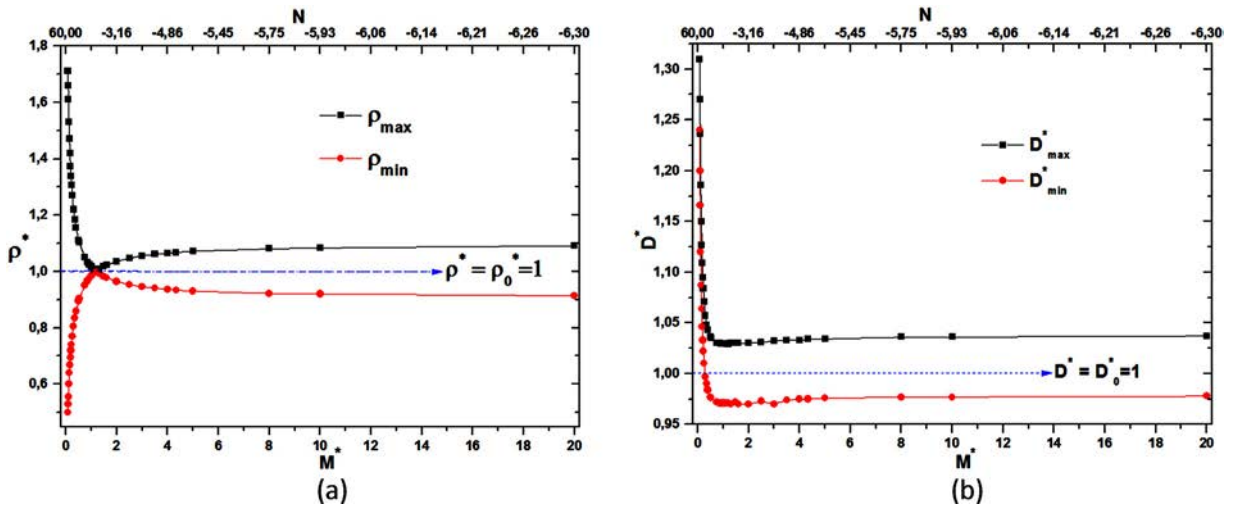 N
60,00 -3,16 -4,86 -5,45 -5,75 -5,93 -6,06 -6,14 -6,21 -6,26 -6,30
1,8
1,6
1,4
1,2
1,0
0,8
0,6
ρ*
ρmax
ρmin
ρ* = ρ0* =1
0 2 4 6 8 10 12 14 16 18 20
M*
(a)
N
60,00 -3,16 -4,86 -5,45 -5,75 -5,93 -6,06 -6,14 -6,21 -6,26 -6,30
1,30
1,25
1,20
1,15
1,10
1,05
1,00
0,95
D*
D*max
D*min
D* = D*0 =1
0 2 4 6 8 10 12 14 16 18 20
M*
(b)